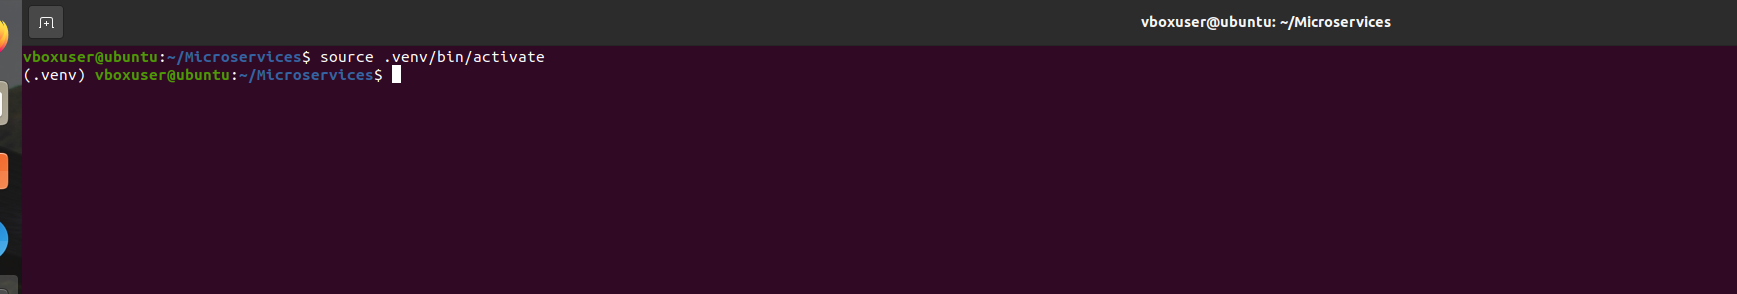 vboxuser@ubuntu: ~/Microservices
vboxuser@ubuntu:~/Microservices$ source .venv/bin/activate
(.venv) vboxuser@ubuntu:~/Microservices$